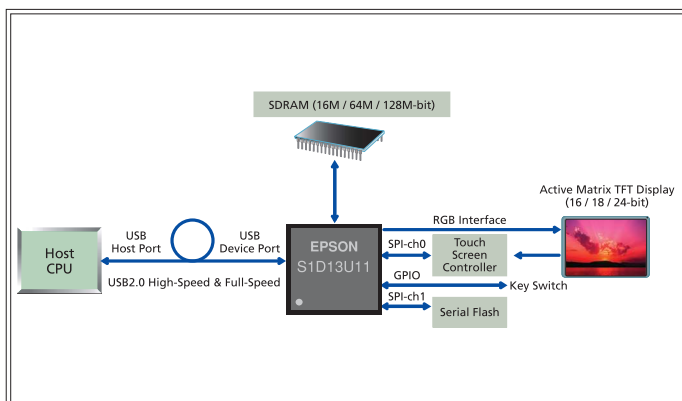 SDRAM (16M / 64M / 128M-bit)
Active Matrix TFT Display
(16 / 18 / 24-bit)
USB
Host Port
USB
Device Port
RGB Interface
Host
CPU
EPSON
S1D13U11
SPI-ch0
Touch
Screen
Controller
USB2.0 High-Speed & Full-Speed
GPIO
Key Switch
SPI-ch1
Serial Flash